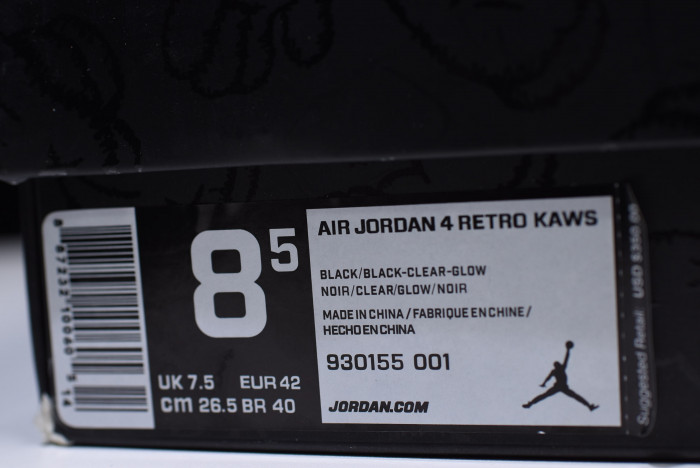 AIR JORDAN 4 RETRO KAWS
8 5
BLACK/BLACK-CLEAR-GLOW
NOIR/CLEAR/GLOW/NOIR
MADE IN CHINA / FABRIQUE EN CHINE /
HECHO EN CHINA
930155 001
UK 7.5 EUR 42
cm 26.5 BR 40
JORDAN.COM
Suggested Retail: USD $350.00